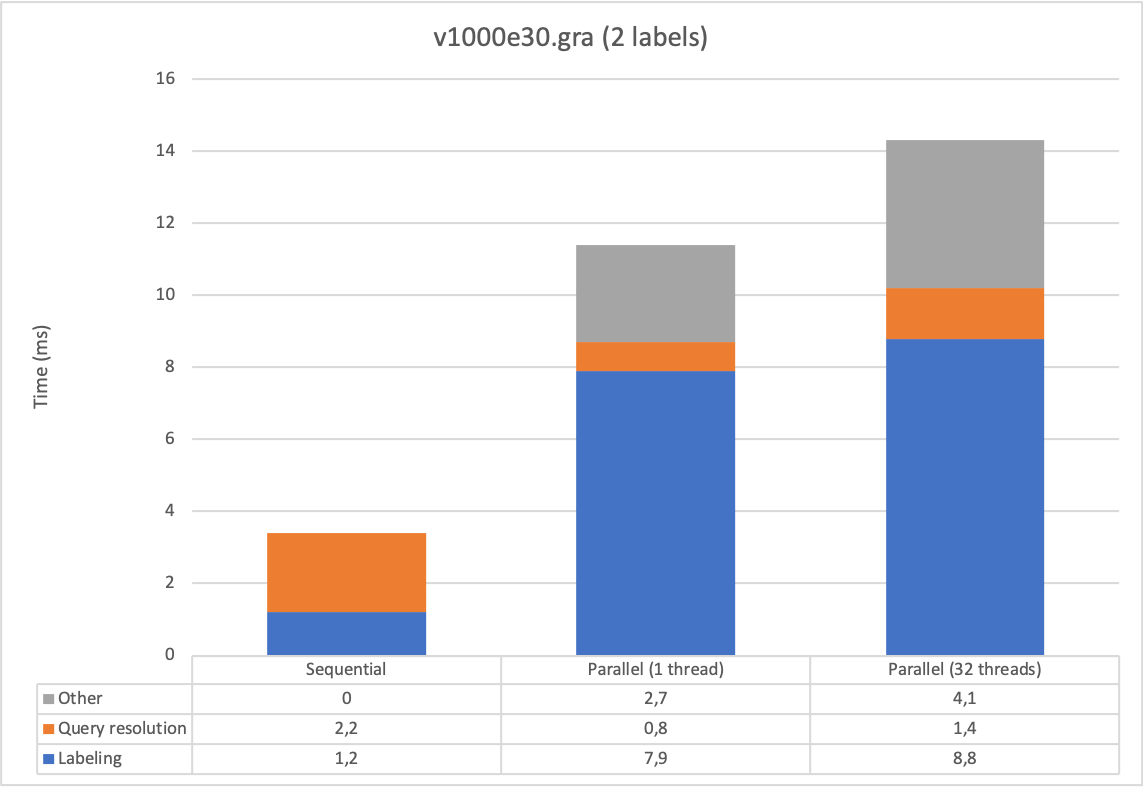 v1000e30.gra (2 labels)
16
14
12
10
8
6
4
2
0
Time (ms)
Sequential Parallel (1 thread) Parallel (32 threads)
Other 0 2,7 4,1
Query resolution 2,2 0,8 1,4
Labeling 1,2 7,9 8,8